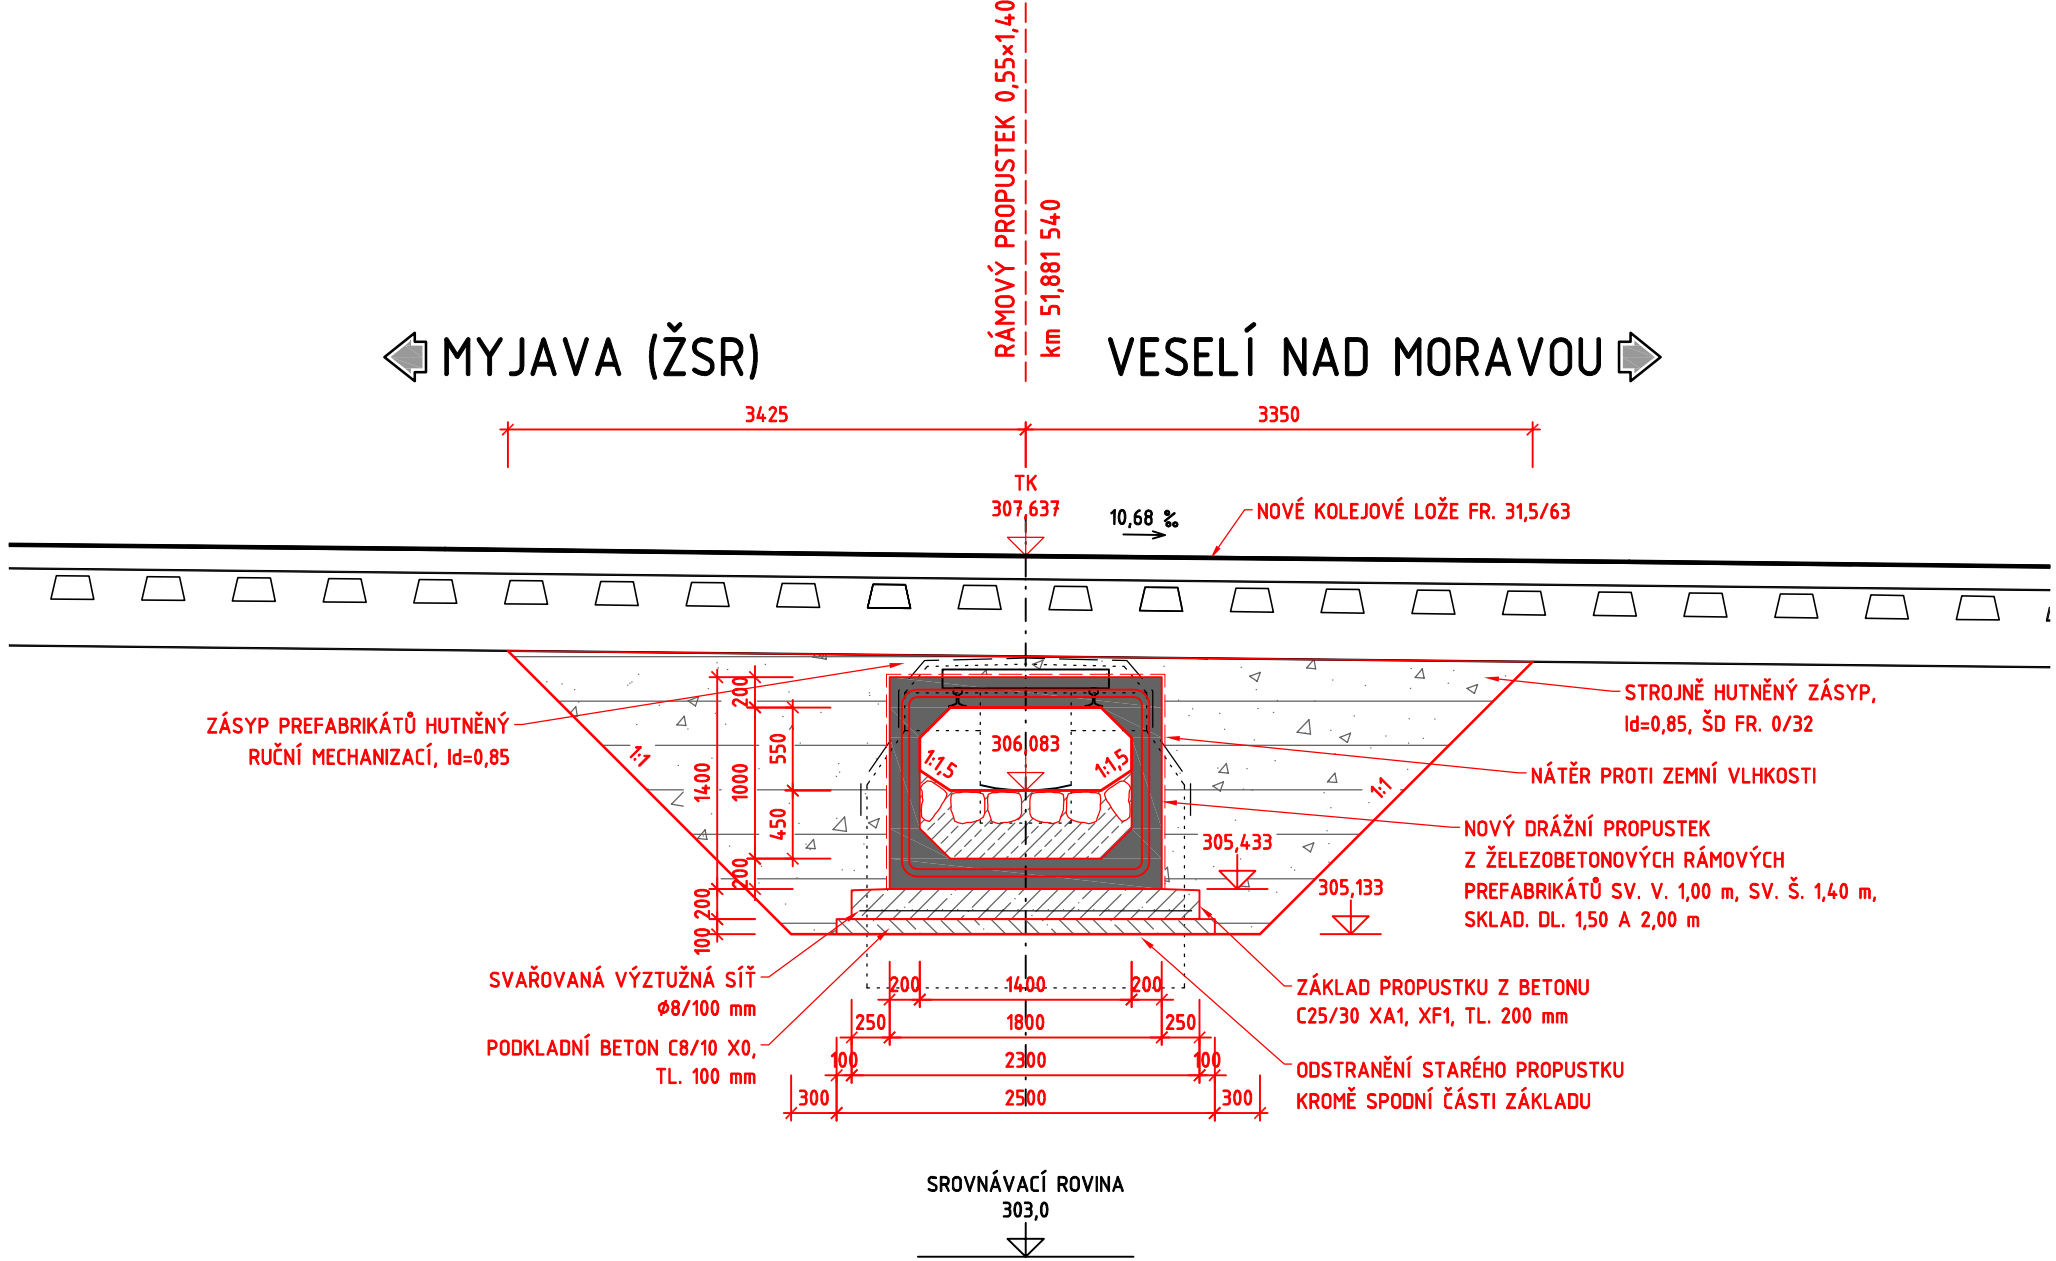 RÁMOVÝ PROPUSTEK 0,55×1,40
km 51,881 540
MYJAVA (ŽSR)
VESELÍ NAD MORAVOU
3425
3350
TK
307,637
10,68 ‰
NOVÉ KOLEJOVÉ LOŽE FR. 31,5/63
ZÁSYP PREFABRIKÁTŮ HUTNĚNÝ
RUČNÍ MECHANIZACÍ, Id=0,85
STROJNĚ HUTNĚNÝ ZÁSYP,
Id=0,85, ŠD FR. 0/32
NÁTĚR PROTI ZEMNÍ VLHKOSTI
NOVÝ DRÁŽNÍ PROPUSTEK
Z ŽELEZOBETONOVÝCH RÁMOVÝCH
PREFABRIKÁTŮ SV. V. 1,00 m, SV. Š. 1,40 m,
SKLAD. DL. 1,50 A 2,00 m
1:1
1:1
1400
200
100
200
1000
200
550
450
306,083
1:1,5
1:1,5
305,433
305,133
SVAŘOVANÁ VÝZTUŽNÁ SÍŤ
ϕ8/100 mm
PODKLADNÍ BETON C8/10 X0,
TL. 100 mm
ZÁKLAD PROPUSTKU Z BETONU
C25/30 XA1, XF1, TL. 200 mm
ODSTRANĚNÍ STARÉHO PROPUSTKU
KROMĚ SPODNÍ ČÁSTI ZÁKLADU
200
1400
200
250
1800
250
100
2300
100
300
2500
300
SROVNÁVACÍ ROVINA
303,0